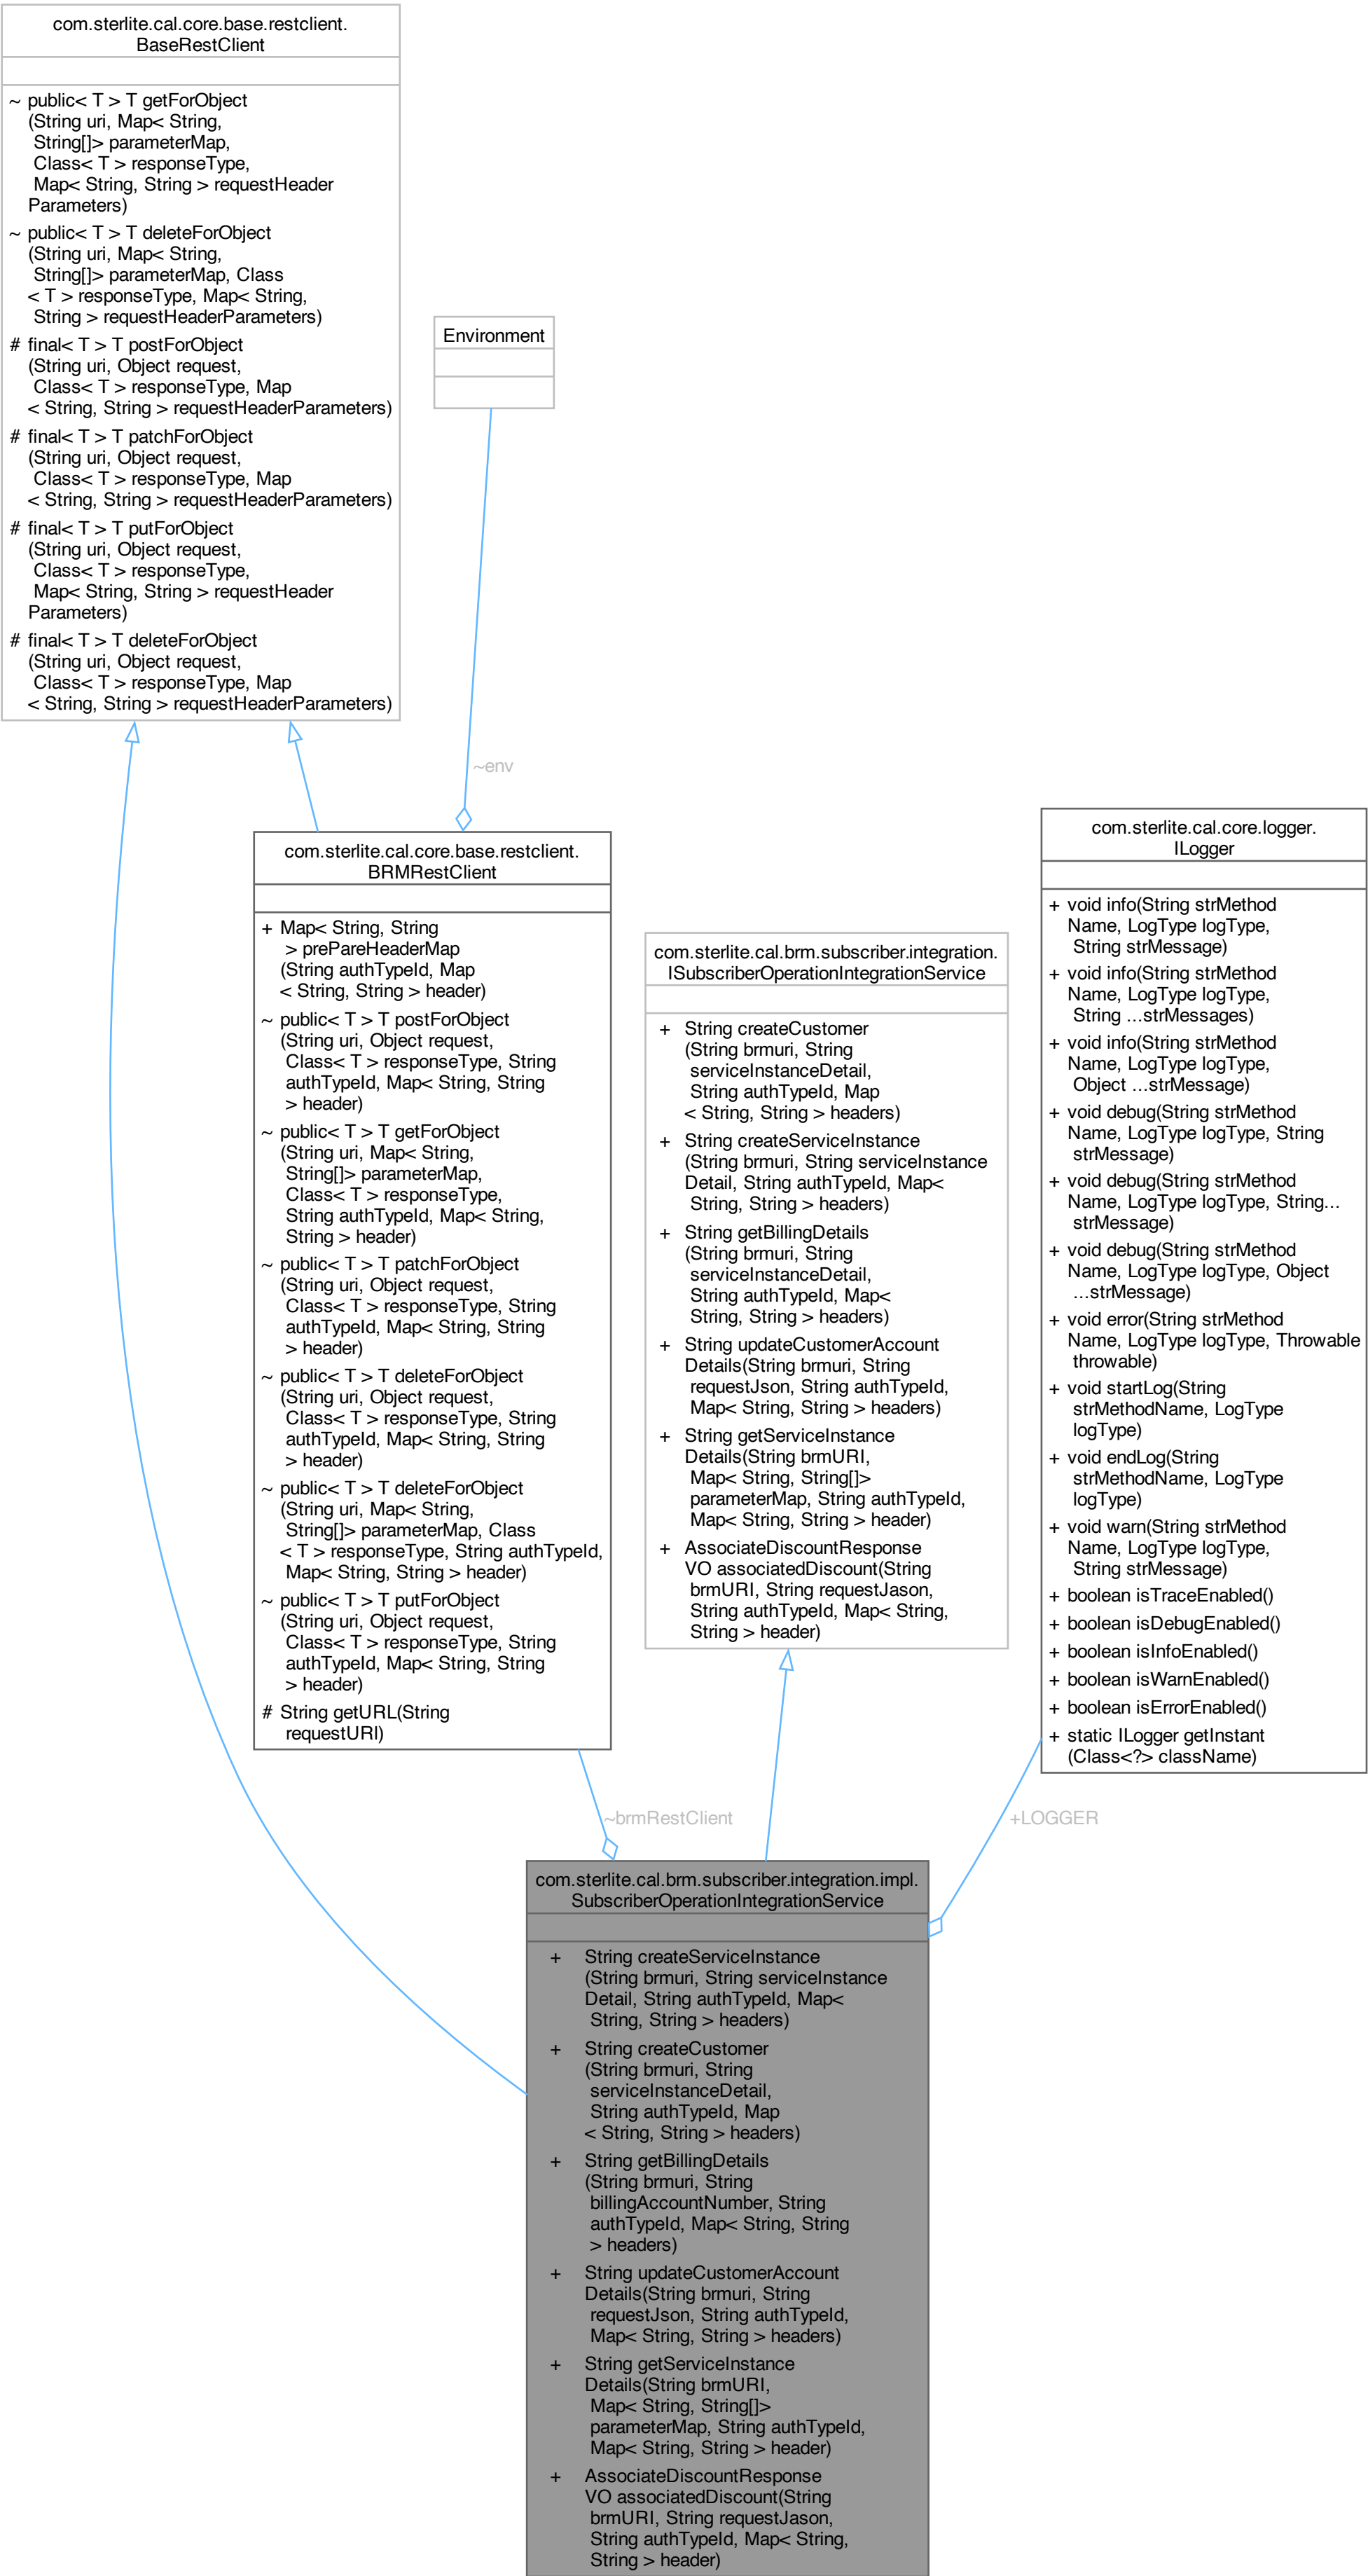 com.sterlite.cal.core.base.restclient.
BaseRestClient
~ public< T > T getForObject
(String uri, Map< String,
String[]> parameterMap,
Class< T > responseType,
Map< String, String > requestHeader
Parameters)
~ public< T > T deleteForObject
(String uri, Map< String,
String[]> parameterMap, Class
< T > responseType, Map< String,
String > requestHeaderParameters)
# final< T > T postForObject
(String uri, Object request,
Class< T > responseType, Map
< String, String > requestHeaderParameters)
# final< T > T patchForObject
(String uri, Object request,
Class< T > responseType, Map
< String, String > requestHeaderParameters)
# final< T > T putForObject
(String uri, Object request,
Class< T > responseType,
Map< String, String > requestHeader
Parameters)
# final< T > T deleteForObject
(String uri, Object request,
Class< T > responseType, Map
< String, String > requestHeaderParameters)
Environment
~env
com.sterlite.cal.core.base.restclient.
BRMRestClient
+ Map< String, String
> prePareHeaderMap
(String authTypeId, Map
< String, String > header)
~ public< T > T postForObject
(String uri, Object request,
Class< T > responseType, String
authTypeId, Map< String, String
> header)
~ public< T > T getForObject
(String uri, Map< String,
String[]> parameterMap,
Class< T > responseType,
String authTypeId, Map< String,
String > header)
~ public< T > T patchForObject
(String uri, Object request,
Class< T > responseType, String
authTypeId, Map< String, String
> header)
~ public< T > T deleteForObject
(String uri, Object request,
Class< T > responseType, String
authTypeId, Map< String, String
> header)
~ public< T > T deleteForObject
(String uri, Map< String,
String[]> parameterMap, Class
< T > responseType, String authTypeId,
Map< String, String > header)
~ public< T > T putForObject
(String uri, Object request,
Class< T > responseType, String
authTypeId, Map< String, String
> header)
# String getURL(String
requestURI)
com.sterlite.cal.brm.subscriber.integration.
ISubscriberOperationIntegrationService
+ String createCustomer
(String brmuri, String
serviceInstanceDetail,
String authTypeId, Map
< String, String > headers)
+ String createServiceInstance
(String brmuri, String serviceInstance
Detail, String authTypeId, Map<
String, String > headers)
+ String getBillingDetails
(String brmuri, String
serviceInstanceDetail,
String authTypeId, Map<
String, String > headers)
+ String updateCustomerAccount
Details(String brmuri, String
requestJson, String authTypeId,
Map< String, String > headers)
+ String getServiceInstance
Details(String brmURI,
Map< String, String[]>
parameterMap, String authTypeId,
Map< String, String > header)
+ AssociateDiscountResponse
VO associatedDiscount(String
brmURI, String requestJason,
String authTypeId, Map< String,
String > header)
com.sterlite.cal.core.logger.
ILogger
+ void info(String strMethod
Name, LogType logType,
String strMessage)
+ void info(String strMethod
Name, LogType logType,
String ...strMessages)
+ void info(String strMethod
Name, LogType logType,
Object ...strMessage)
+ void debug(String strMethod
Name, LogType logType, String
strMessage)
+ void debug(String strMethod
Name, LogType logType, String...
strMessage)
+ void debug(String strMethod
Name, LogType logType, Object
...strMessage)
+ void error(String strMethod
Name, LogType logType, Throwable
throwable)
+ void startLog(String
strMethodName, LogType
logType)
+ void endLog(String
strMethodName, LogType
logType)
+ void warn(String strMethod
Name, LogType logType,
String strMessage)
+ boolean isTraceEnabled()
+ boolean isDebugEnabled()
+ boolean isInfoEnabled()
+ boolean isWarnEnabled()
+ boolean isErrorEnabled()
+ static ILogger getInstant
(Class<?> className)
~brmRestClient
+LOGGER
com.sterlite.cal.brm.subscriber.integration.impl.
SubscriberOperationIntegrationService
+ String createServiceInstance
(String brmuri, String serviceInstance
Detail, String authTypeId, Map<
String, String > headers)
+ String createCustomer
(String brmuri, String
serviceInstanceDetail,
String authTypeId, Map
< String, String > headers)
+ String getBillingDetails
(String brmuri, String
billingAccountNumber, String
authTypeId, Map< String, String
> headers)
+ String updateCustomerAccount
Details(String brmuri, String
requestJson, String authTypeId,
Map< String, String > headers)
+ String getServiceInstance
Details(String brmURI,
Map< String, String[]>
parameterMap, String authTypeId,
Map< String, String > header)
+ AssociateDiscountResponse
VO associatedDiscount(String
brmURI, String requestJason,
String authTypeId, Map< String,
String > header)